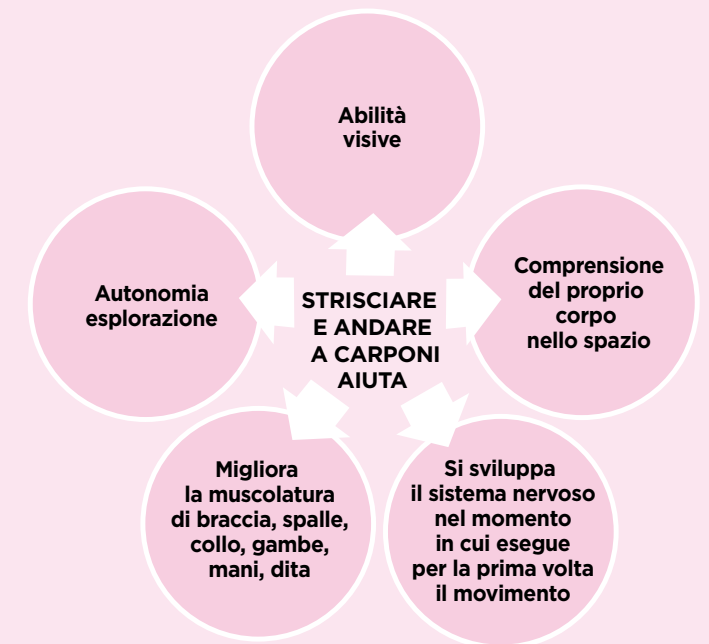 Abilità
visive
Autonomia
esplorazione
STRISCIARE
E ANDARE
A CARPONI
AIUTA
Comprensione
del proprio
corpo
nello spazio
Migliora
la muscolatura
di braccia, spalle,
collo, gambe,
mani, dita
Si sviluppa
il sistema nervoso
nel momento
in cui esegue
per la prima volta
il movimento